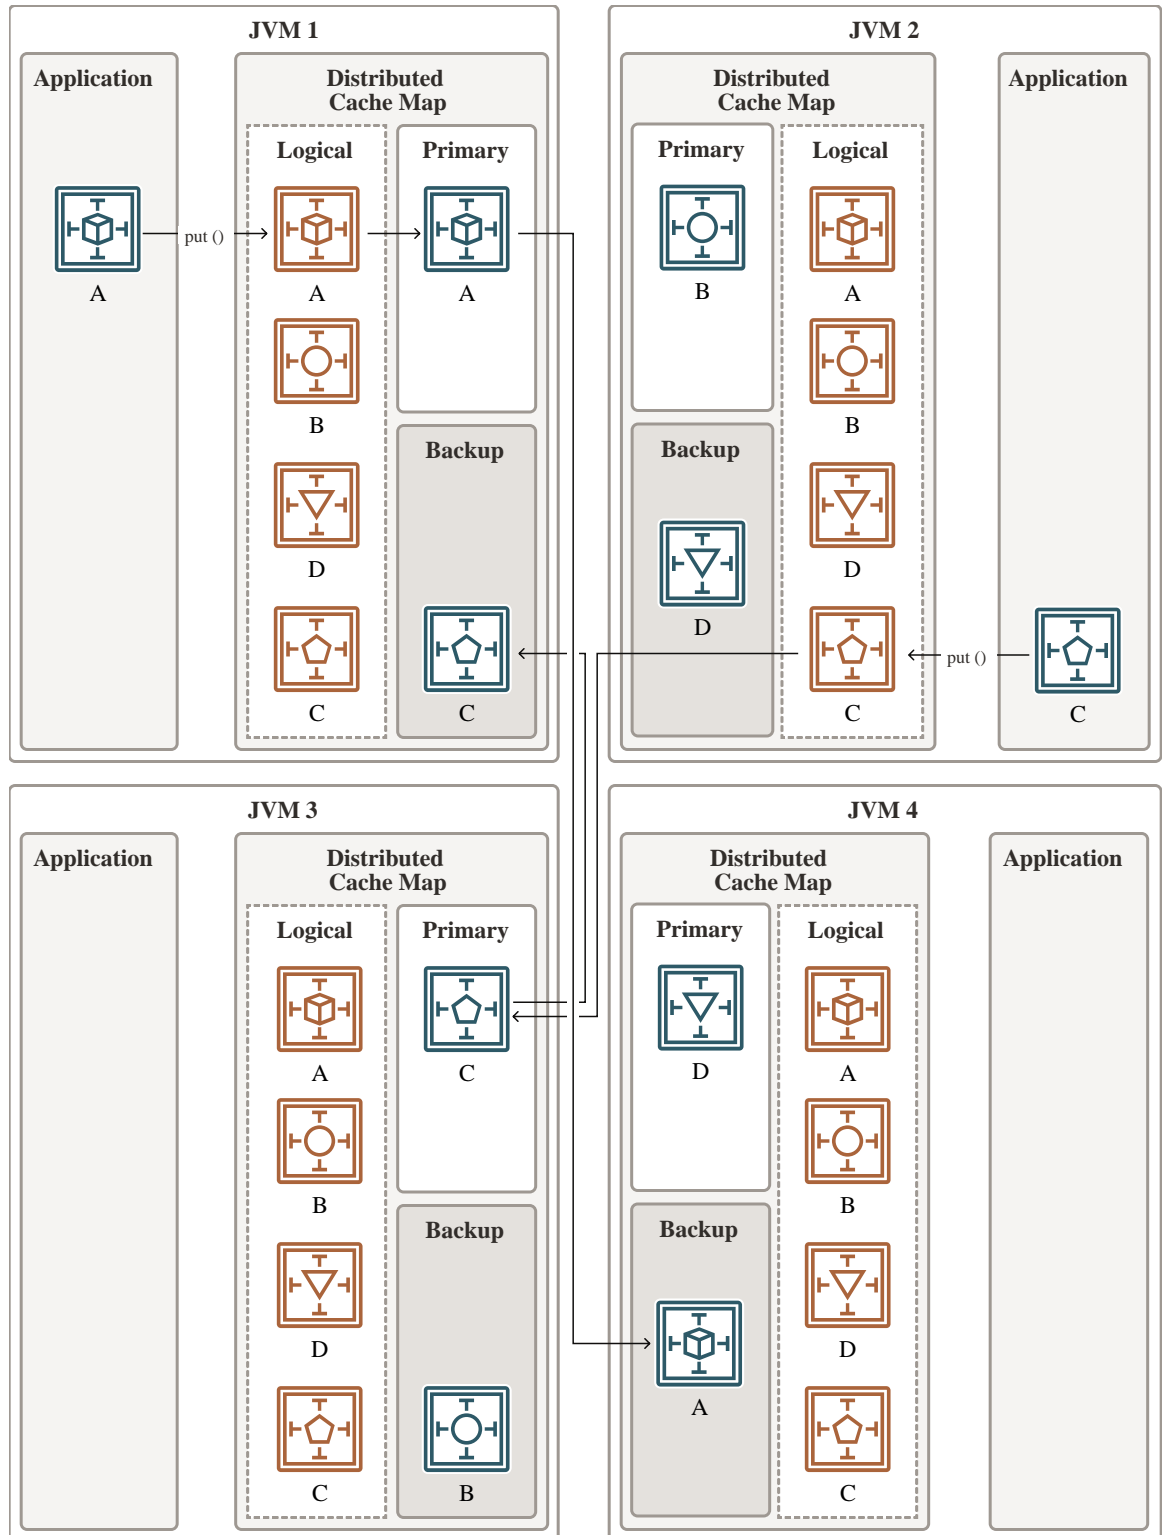 JVM 1
Application
Distributed
Cache Map
Logical
Primary
A
put ()
A
A
B
Backup
D
C
C
JVM 2
Distributed
Cache Map
Application
Primary
Logical
B
A
B
Backup
D
D
put ()
C
C
JVM 3
Application
Distributed
Cache Map
Logical
Primary
A
C
B
Backup
D
C
B
JVM 4
Distributed
Cache Map
Application
Primary
Logical
D
A
B
Backup
D
A
C